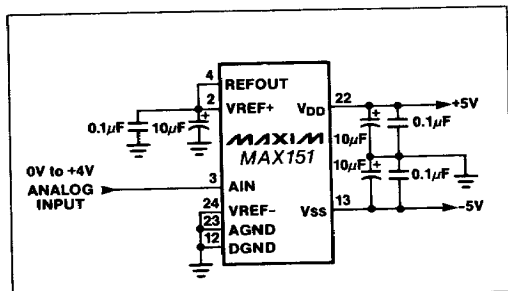 4 REFOUT
2 VREF+
0.1µF 10µF +
0V to +4V
ANALOG
INPUT
3 AIN
24 VREF–
23 AGND
12 DGND
MAXIM
MAX151
VDD 22 +5V
+ 10µF 0.1µF
10µF + 0.1µF
VSS 13 –5V